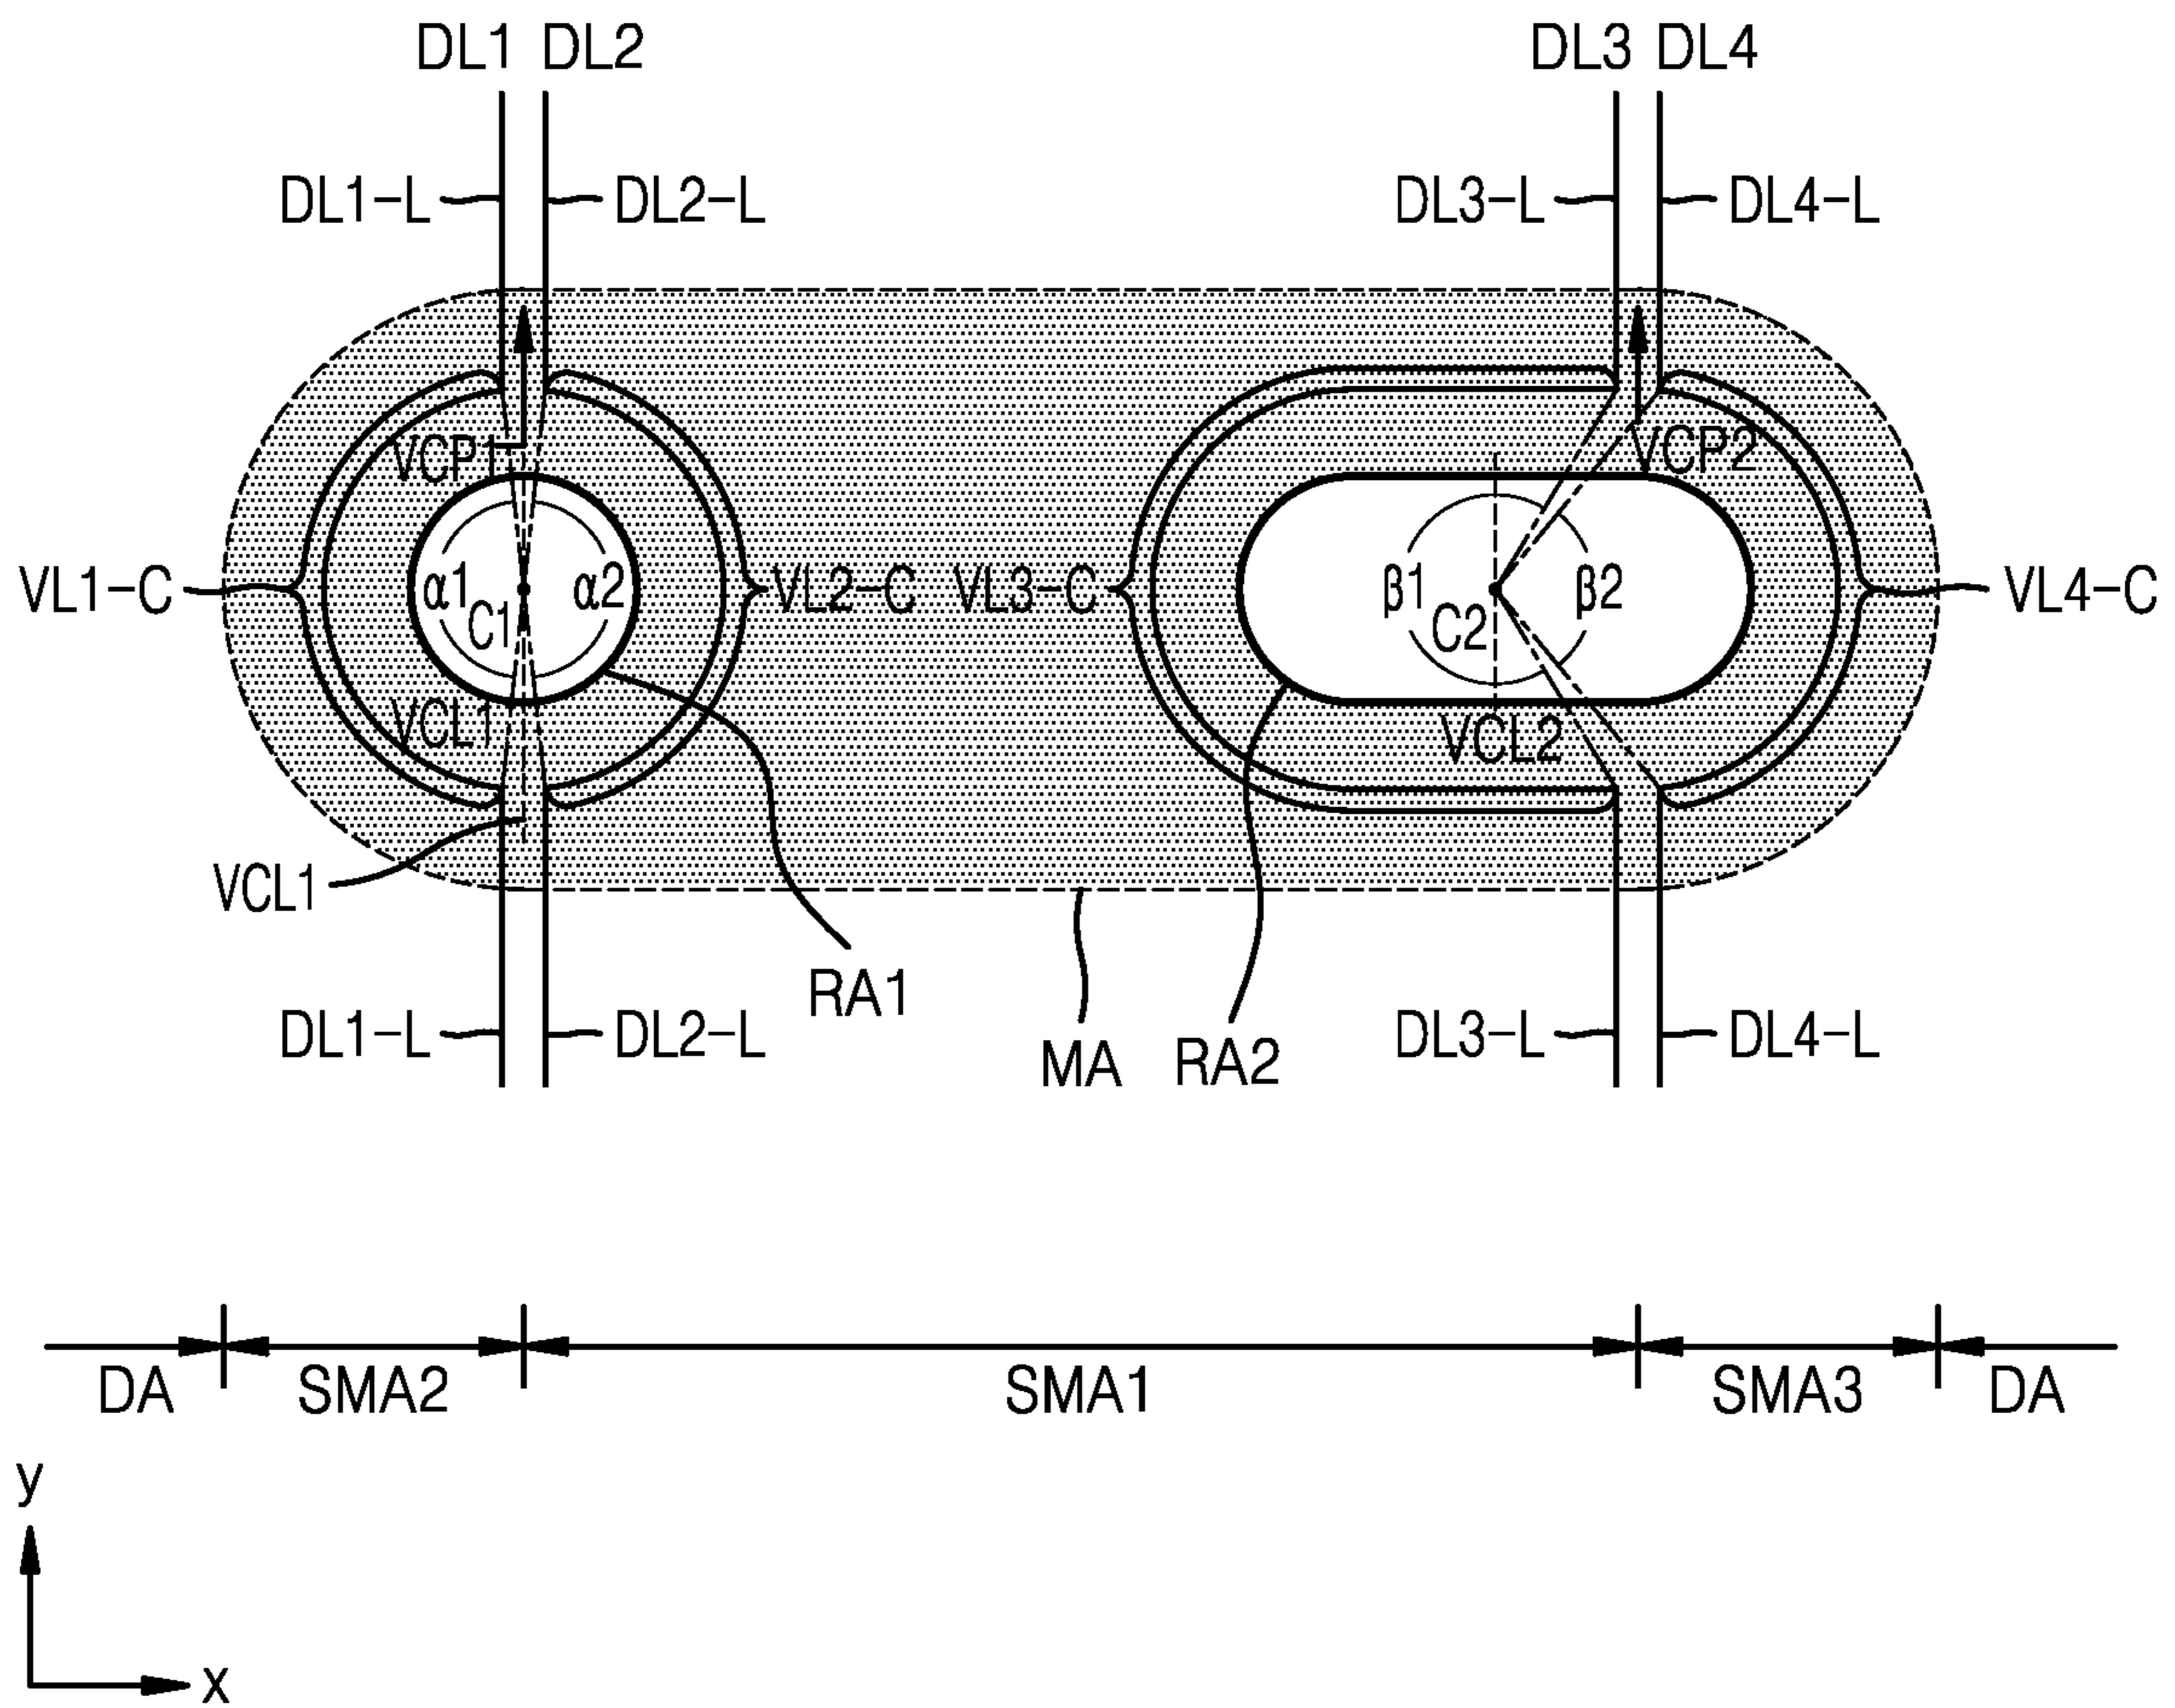 DL1 DL2 DL3 DL4
DL1-L DL2-L DL3-L DL4-L
VCP1 VCP2
VL1-C α1 C1 α2 VL2-C VL3-C β1 C2 β2 VL4-C
VCL1 VCL2
VCL1
RA1
DL1-L DL2-L MA RA2 DL3-L DL4-L
DA SMA2 SMA1 SMA3 DA
y
x